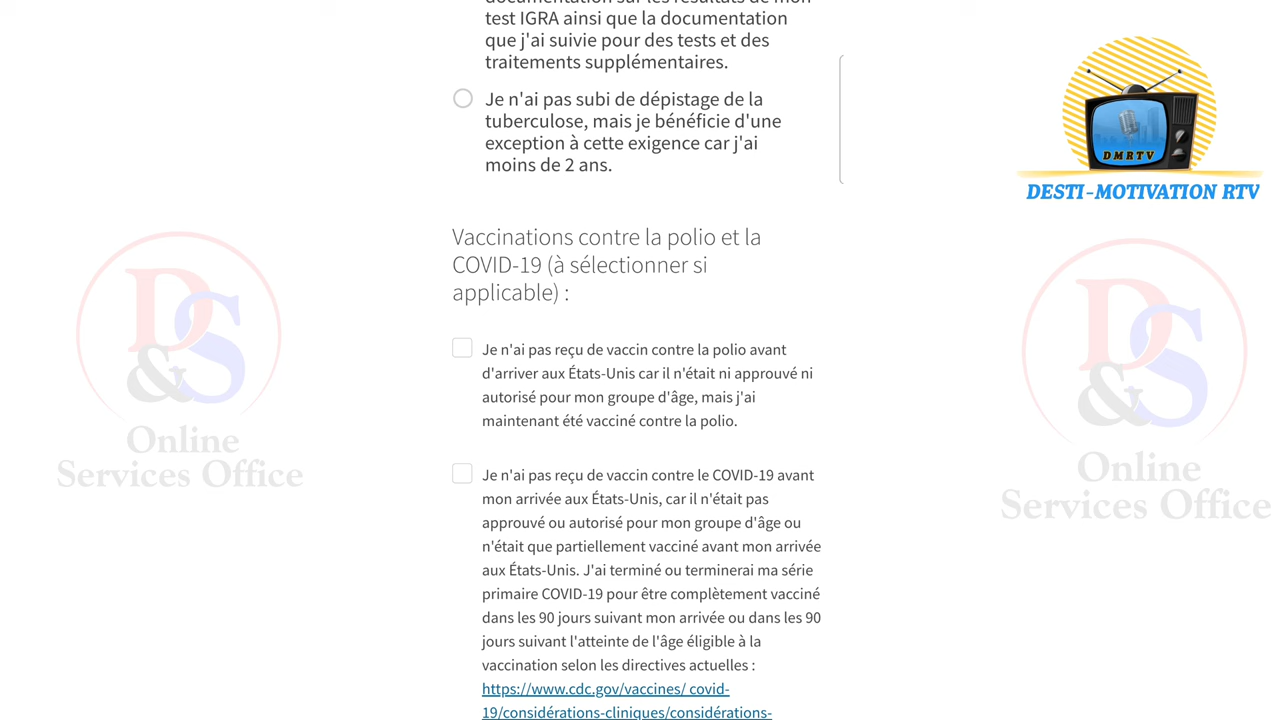 test IGRA ainsi que la documentation
que j'ai suivie pour des tests et des
traitements supplémentaires.
Je n'ai pas subi de dépistage de la
tuberculose, mais je bénéficie d'une
exception à cette exigence car j'ai
moins de 2 ans.
DMRTV
DESTI-MOTIVATION RTV
Vaccinations contre la polio et la
COVID-19 (à sélectionner si
applicable) :
Je n'ai pas reçu de vaccin contre la polio avant
d'arriver aux États-Unis car il n'était ni approuvé ni
autorisé pour mon groupe d'âge, mais j'ai
maintenant été vacciné contre la polio.
Je n'ai pas reçu de vaccin contre le COVID-19 avant
mon arrivée aux États-Unis, car il n'était pas
approuvé ou autorisé pour mon groupe d'âge ou
n'était que partiellement vacciné avant mon arrivée
aux États-Unis. J'ai terminé ou terminerai ma série
primaire COVID-19 pour être complètement vacciné
dans les 90 jours suivant mon arrivée ou dans les 90
jours suivant l'atteinte de l'âge éligible à la
vaccination selon les directives actuelles :
https://www.cdc.gov/vaccines/ covid-
19/considérations-cliniques/considérations-
D&S
Online
Services Office
D&S
Online
Services Office